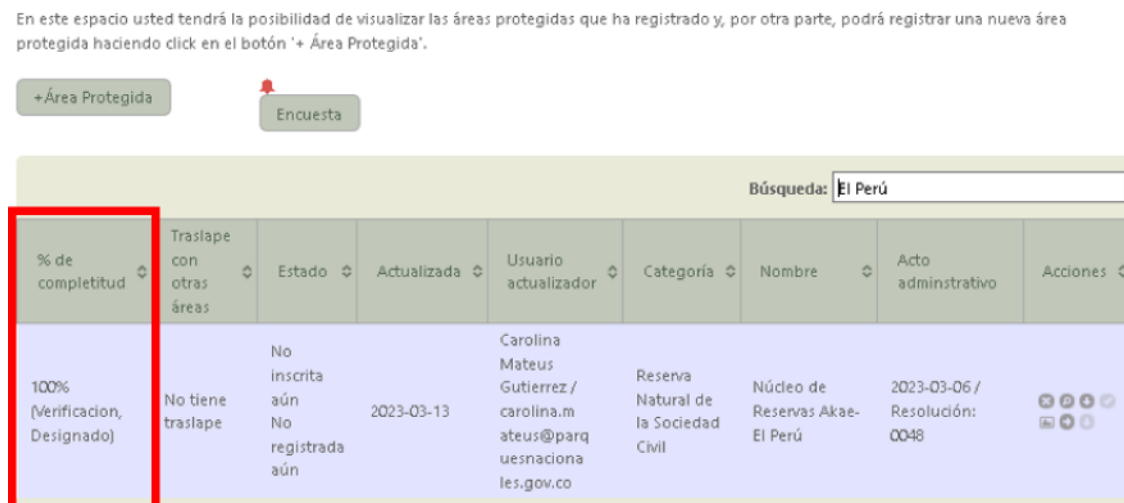 En este espacio usted tendrá la posibilidad de visualizar las áreas protegidas que ha registrado y, por otra parte, podrá registrar una nueva área
protegida haciendo click en el botón '+ Área Protegida'.
+Área Protegida
Encuesta
Búsqueda: El Perú
% de
completitud
Traslape
con
otras
áreas
Estado
Actualizada
Usuario
actualizador
Categoría
Nombre
Acto
adminstrativo
Acciones
100%
(Verificacion,
Designado)
No tiene
traslape
No
inscrita
aún
No
registrada
aún
2023-03-13
Carolina
Mateus
Gutierrez /
carolina.m
ateus@parq
uesnaciona
les.gov.co
Reserva
Natural de
la Sociedad
Civil
Núcleo de
Reservas Akae-
El Perú
2023-03-06 /
Resolución:
0048